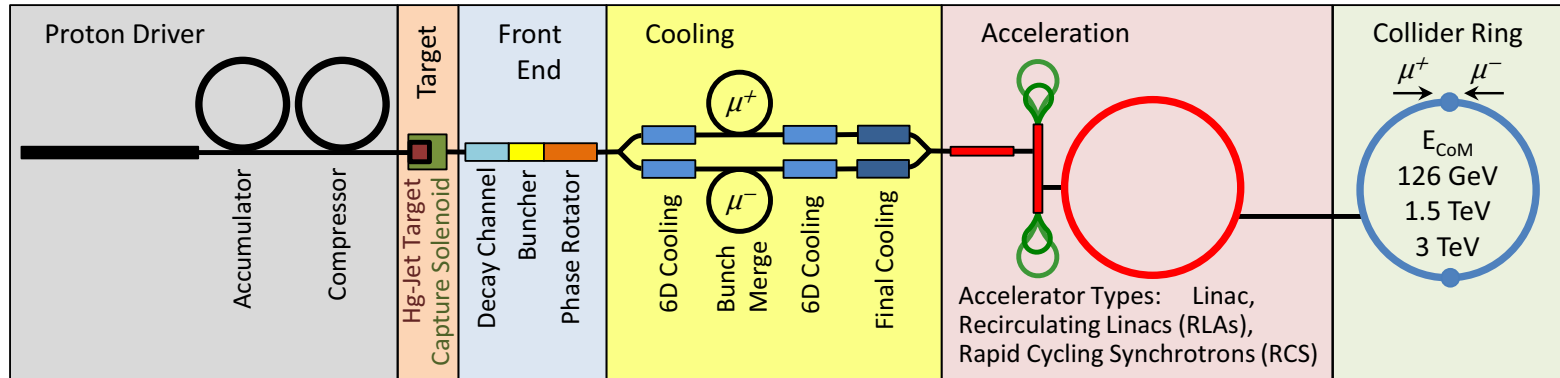 Proton Driver
Accumulator
Compressor
Target
Hg-Jet Target
Capture Solenoid
Front
End
Decay Channel
Buncher
Phase Rotator
Cooling
μ⁺
μ⁻
6D Cooling
Bunch
Merge
6D Cooling
Final Cooling
Acceleration
Accelerator Types: Linac,
Recirculating Linacs (RLAs),
Rapid Cycling Synchrotrons (RCS)
Collider Ring
μ⁺ μ⁻
E_CoM
126 GeV
1.5 TeV
3 TeV